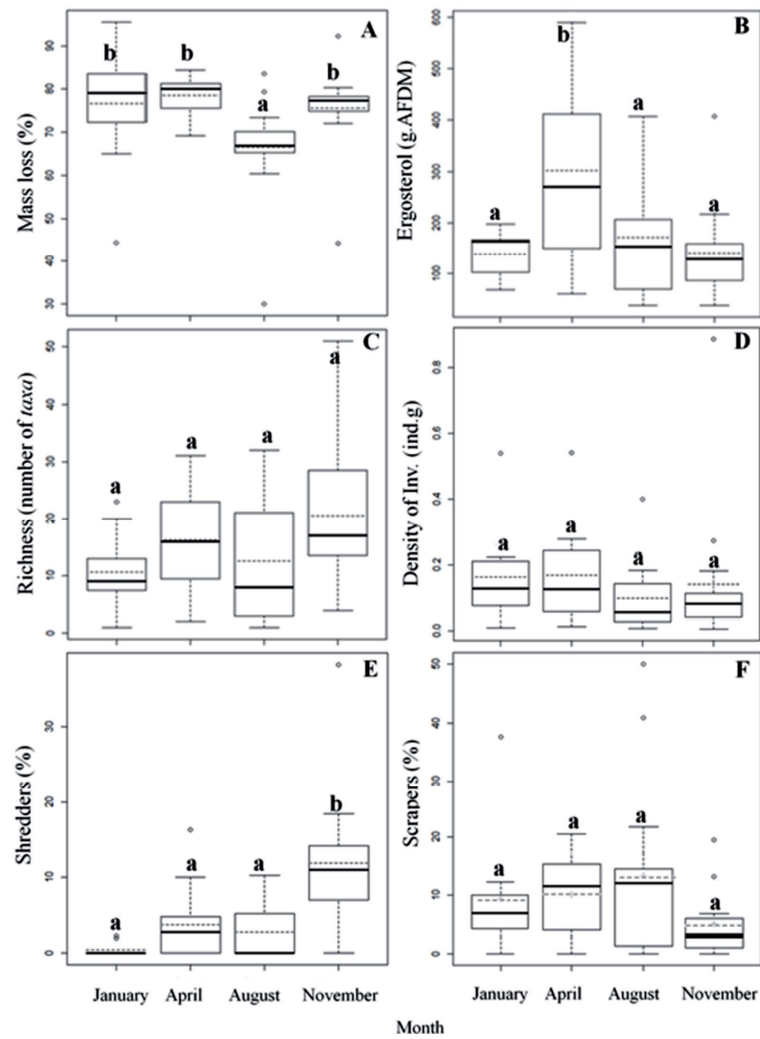 A
Mass loss (%)
90
80
70
60
50
40
30
b
b
a
b
B
Ergosterol (g.AFDM)
600
500
400
300
200
100
a
b
a
a
C
Richness (number of taxa)
50
40
30
20
10
0
a
a
a
a
D
Density of Inv. (ind.g)
0.8
0.6
0.4
0.2
0.0
a
a
a
a
E
Shredders (%)
30
20
10
0
a
a
a
b
F
Scrapers (%)
50
40
30
20
10
0
a
a
a
a
January April August November
January April August November
Month